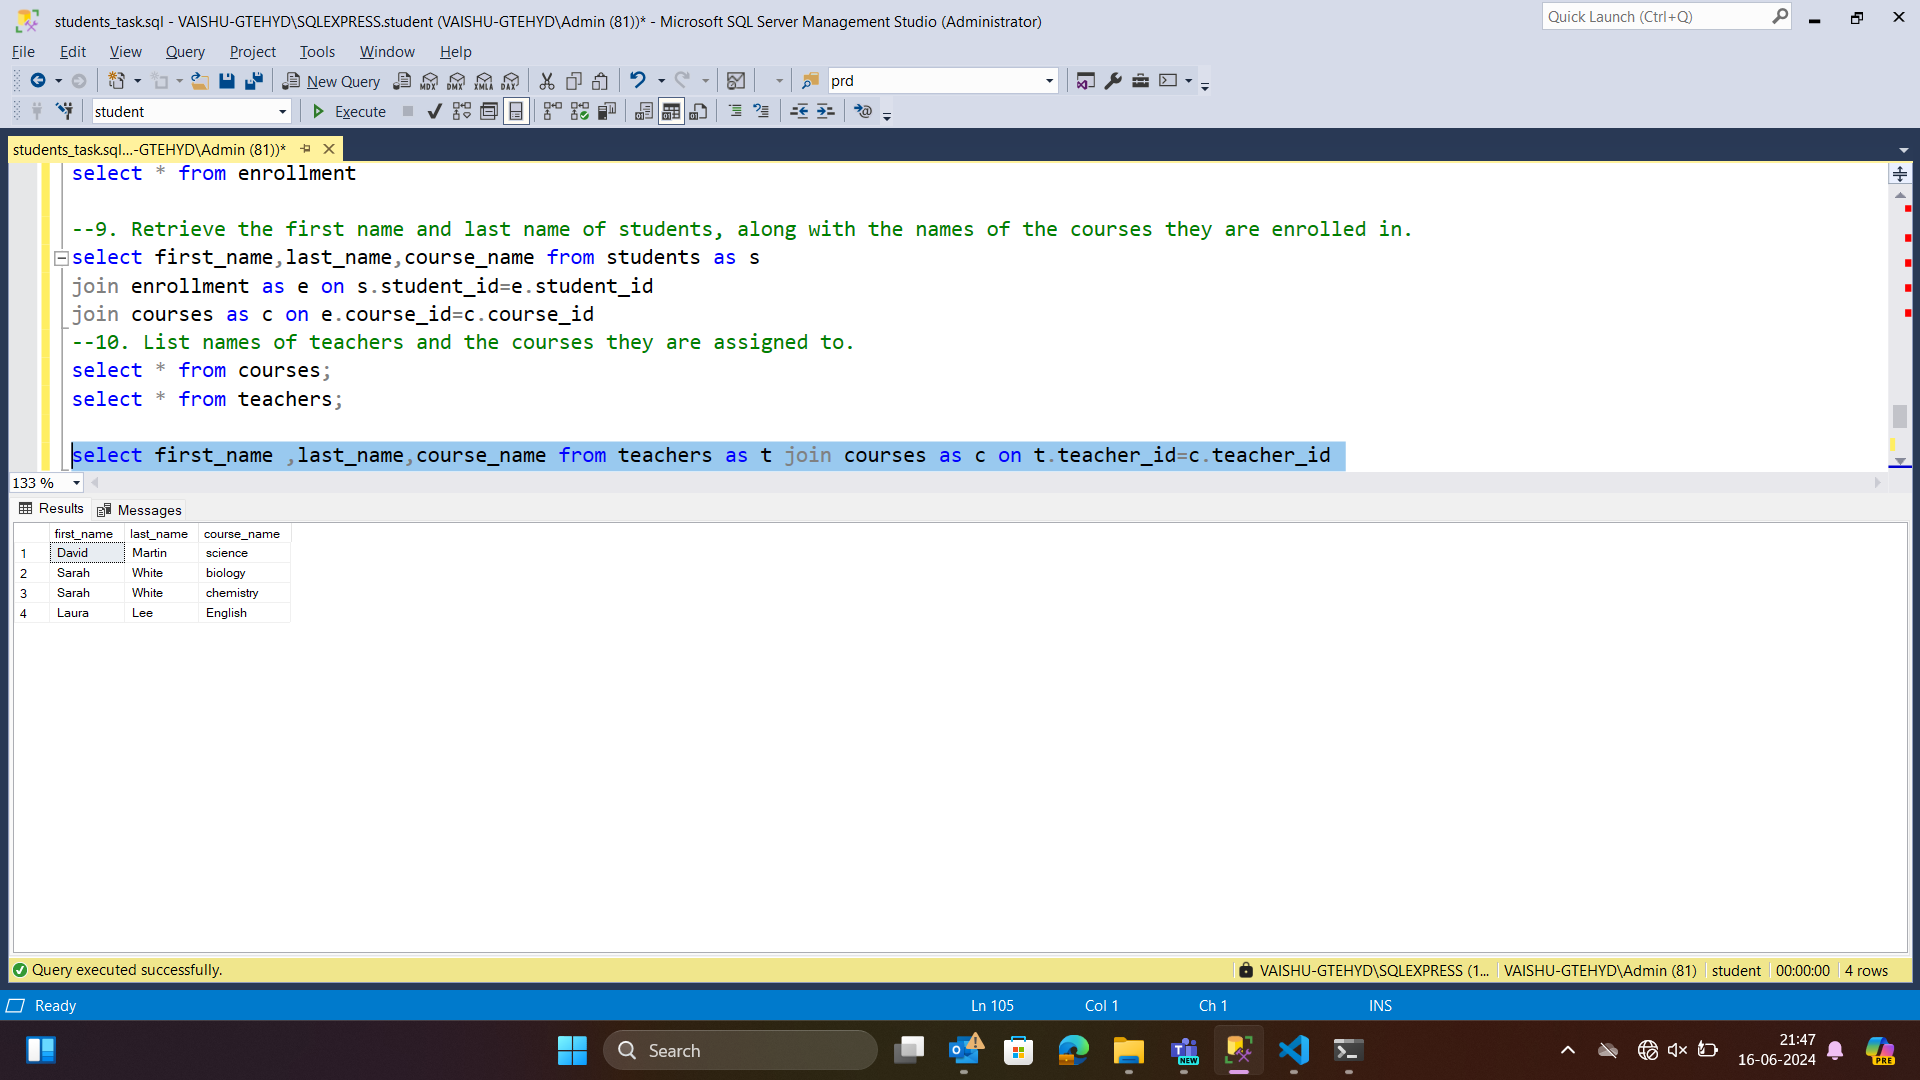 students_task.sql - VAISHU-GTEHYD\SQLEXPRESS.student (VAISHU-GTEHYD\Admin (81))* - Microsoft SQL Server Management Studio (Administrator)
Quick Launch (Ctrl+Q)
File Edit View Query Project Tools Window Help
New Query MDX DMX XMLA DAX prd
student Execute
students_task.sql...-GTEHYD\Admin (81))*
select * from enrollment
--9. Retrieve the first name and last name of students, along with the names of the courses they are enrolled in.
select first_name,last_name,course_name from students as s
join enrollment as e on s.student_id=e.student_id
join courses as c on e.course_id=c.course_id
--10. List names of teachers and the courses they are assigned to.
select * from courses;
select * from teachers;
select first_name ,last_name,course_name from teachers as t join courses as c on t.teacher_id=c.teacher_id
133 %
Results Messages
first_name last_name course_name
1 David Martin science
2 Sarah White biology
3 Sarah White chemistry
4 Laura Lee English
Query executed successfully. VAISHU-GTEHYD\SQLEXPRESS (1... VAISHU-GTEHYD\Admin (81) student 00:00:00 4 rows
Ready Ln 105 Col 1 Ch 1 INS
Search NEW 21:47 PRE
16-06-2024